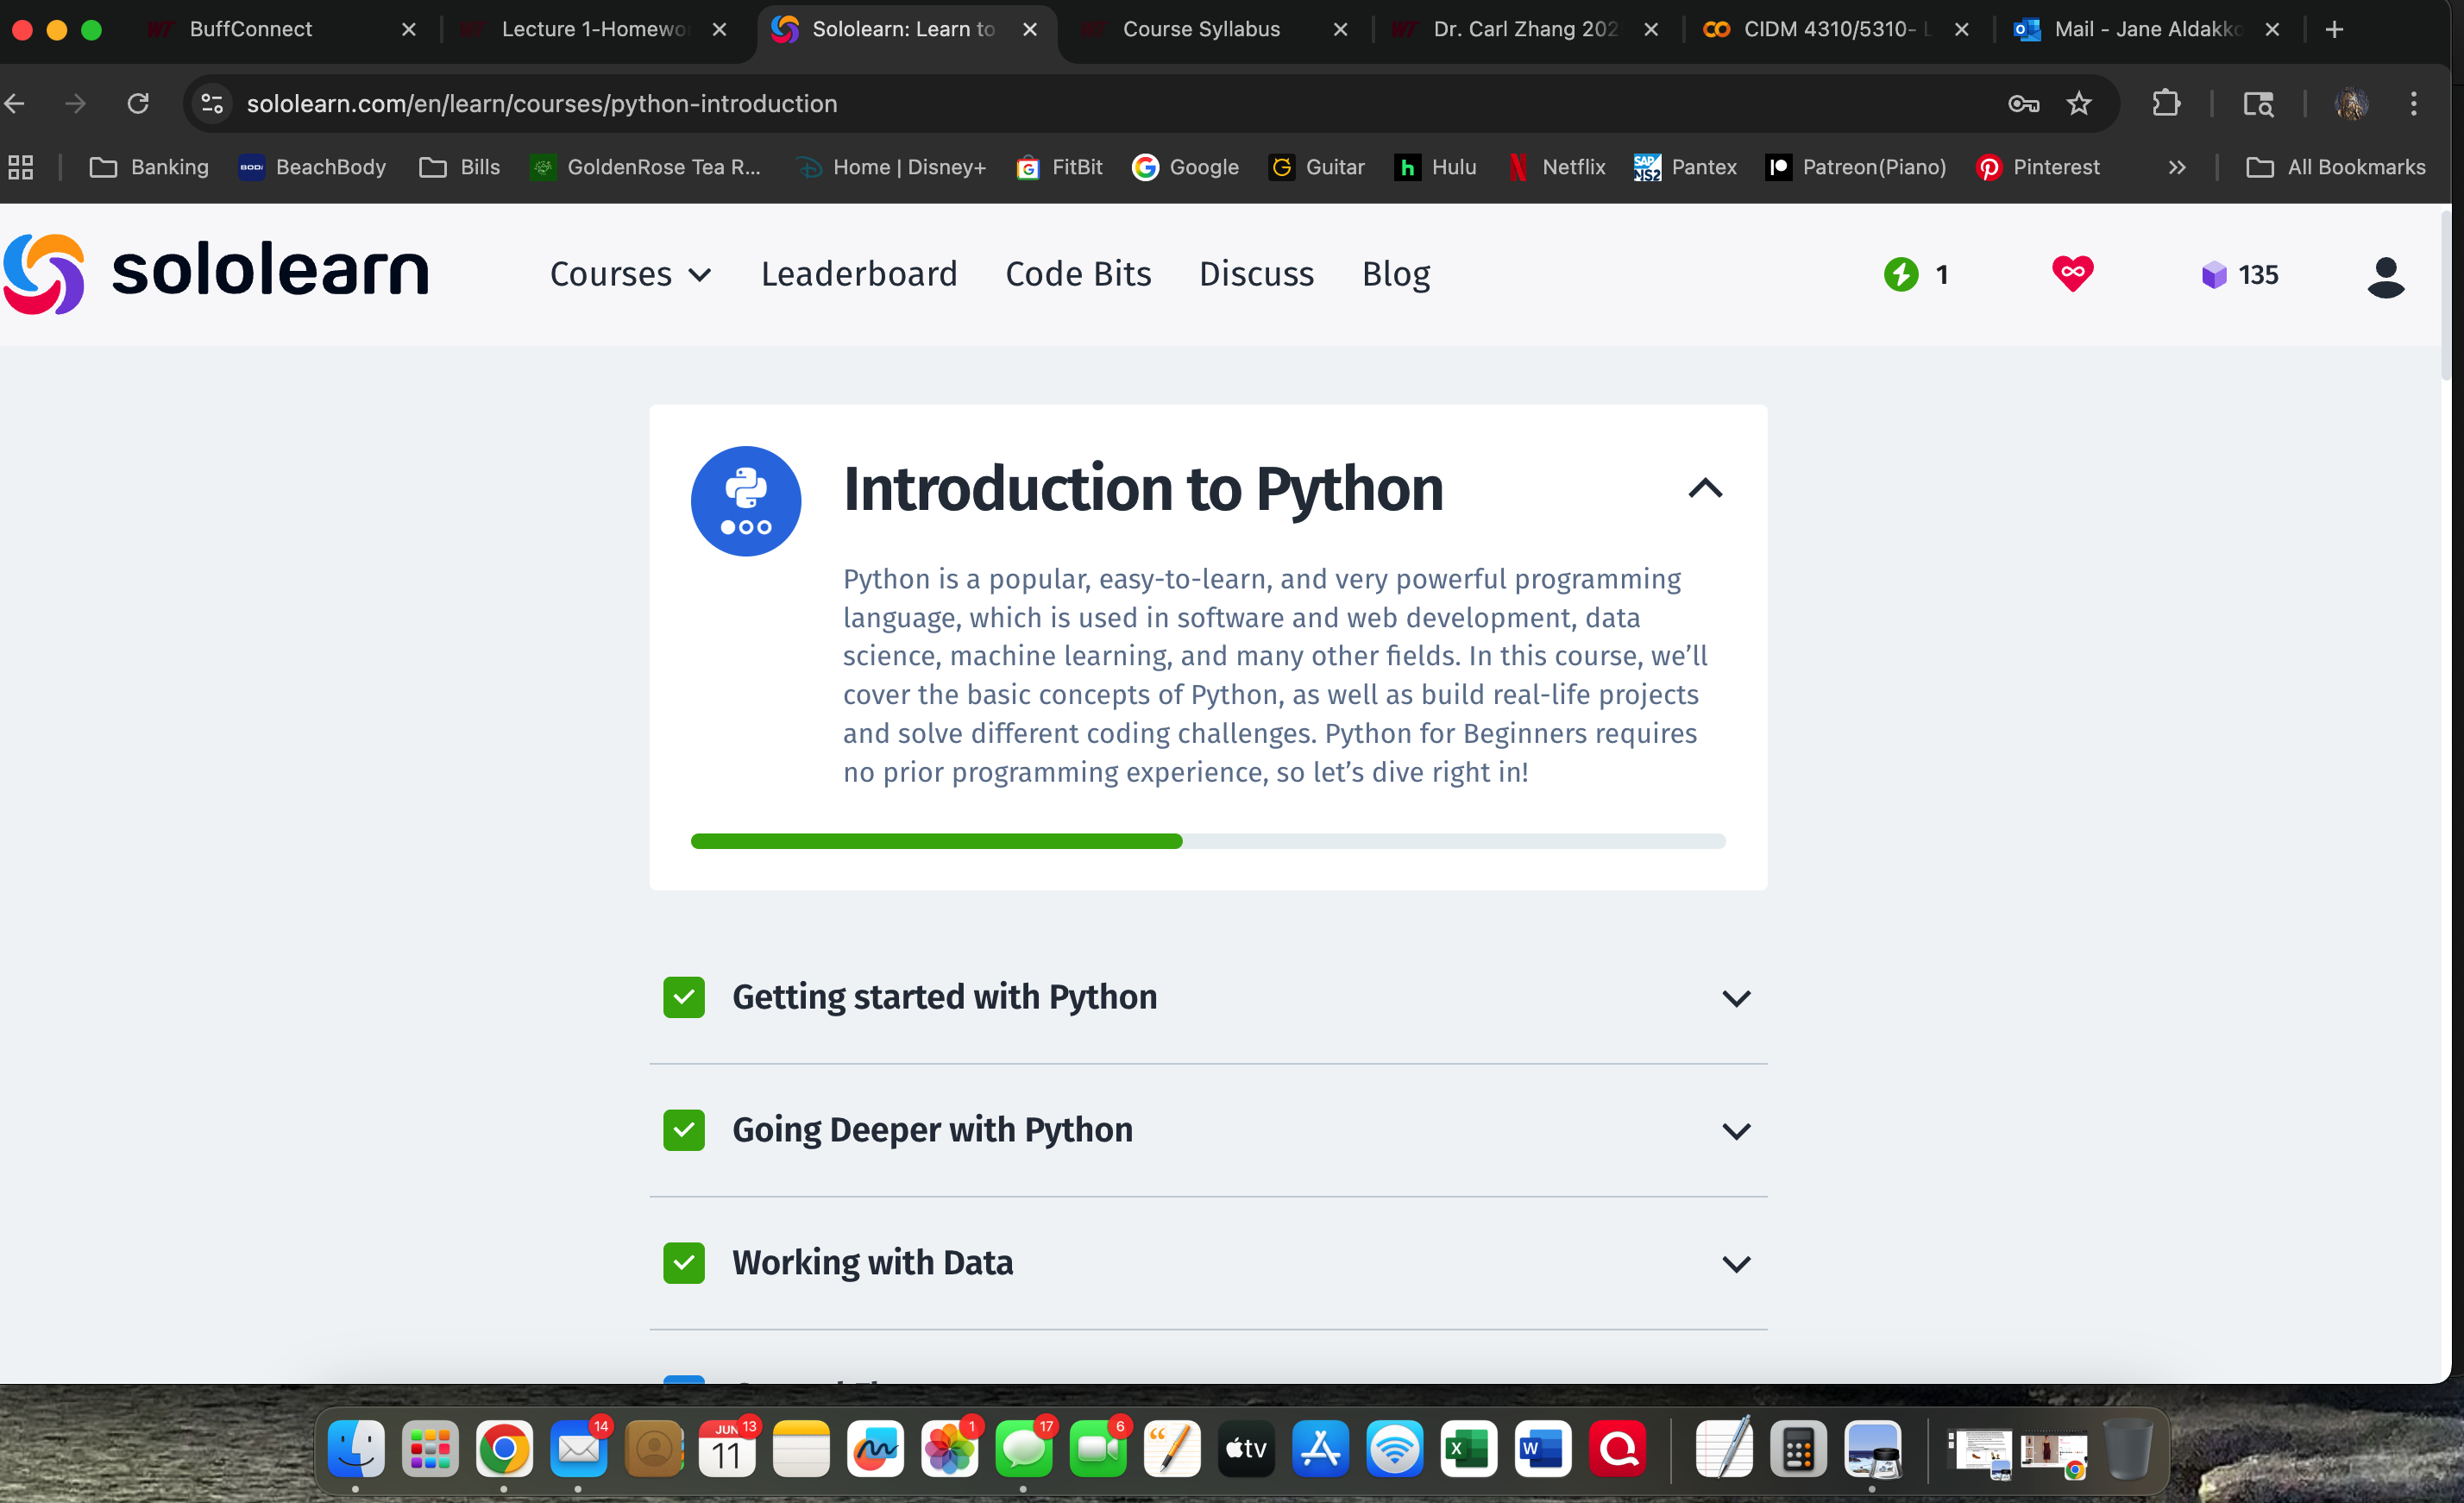 BuffConnect
Lecture 1-Homewo
Sololearn: Learn to
Course Syllabus
Dr. Carl Zhang 202
CIDM 4310/5310- L
Mail - Jane Aldakko
sololearn.com/en/learn/courses/python-introduction
Banking
BODi
BeachBody
Bills
GoldenRose Tea R...
Home | Disney+
FitBit
Google
Guitar
Hulu
Netflix
Pantex
Patreon(Piano)
Pinterest
All Bookmarks
sololearn
Courses
Leaderboard
Code Bits
Discuss
Blog
1
135
Introduction to Python
Python is a popular, easy-to-learn, and very powerful programming
language, which is used in software and web development, data
science, machine learning, and many other fields. In this course, we’ll
cover the basic concepts of Python, as well as build real-life projects
and solve different coding challenges. Python for Beginners requires
no prior programming experience, so let’s dive right in!
Getting started with Python
Going Deeper with Python
Working with Data
14
JUN
13
11
1
17
6
tv